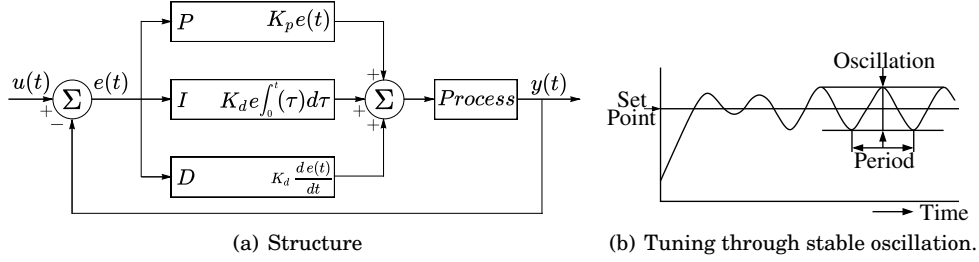 P K_p e(t)
u(t) e(t) y(t)
+ Σ I K_d e∫_0^t(τ)dτ + Σ Process
−
+
+
D K_d de(t)/dt
(a) Structure
Oscillation
Set
Point
Period
Time
(b) Tuning through stable oscillation.